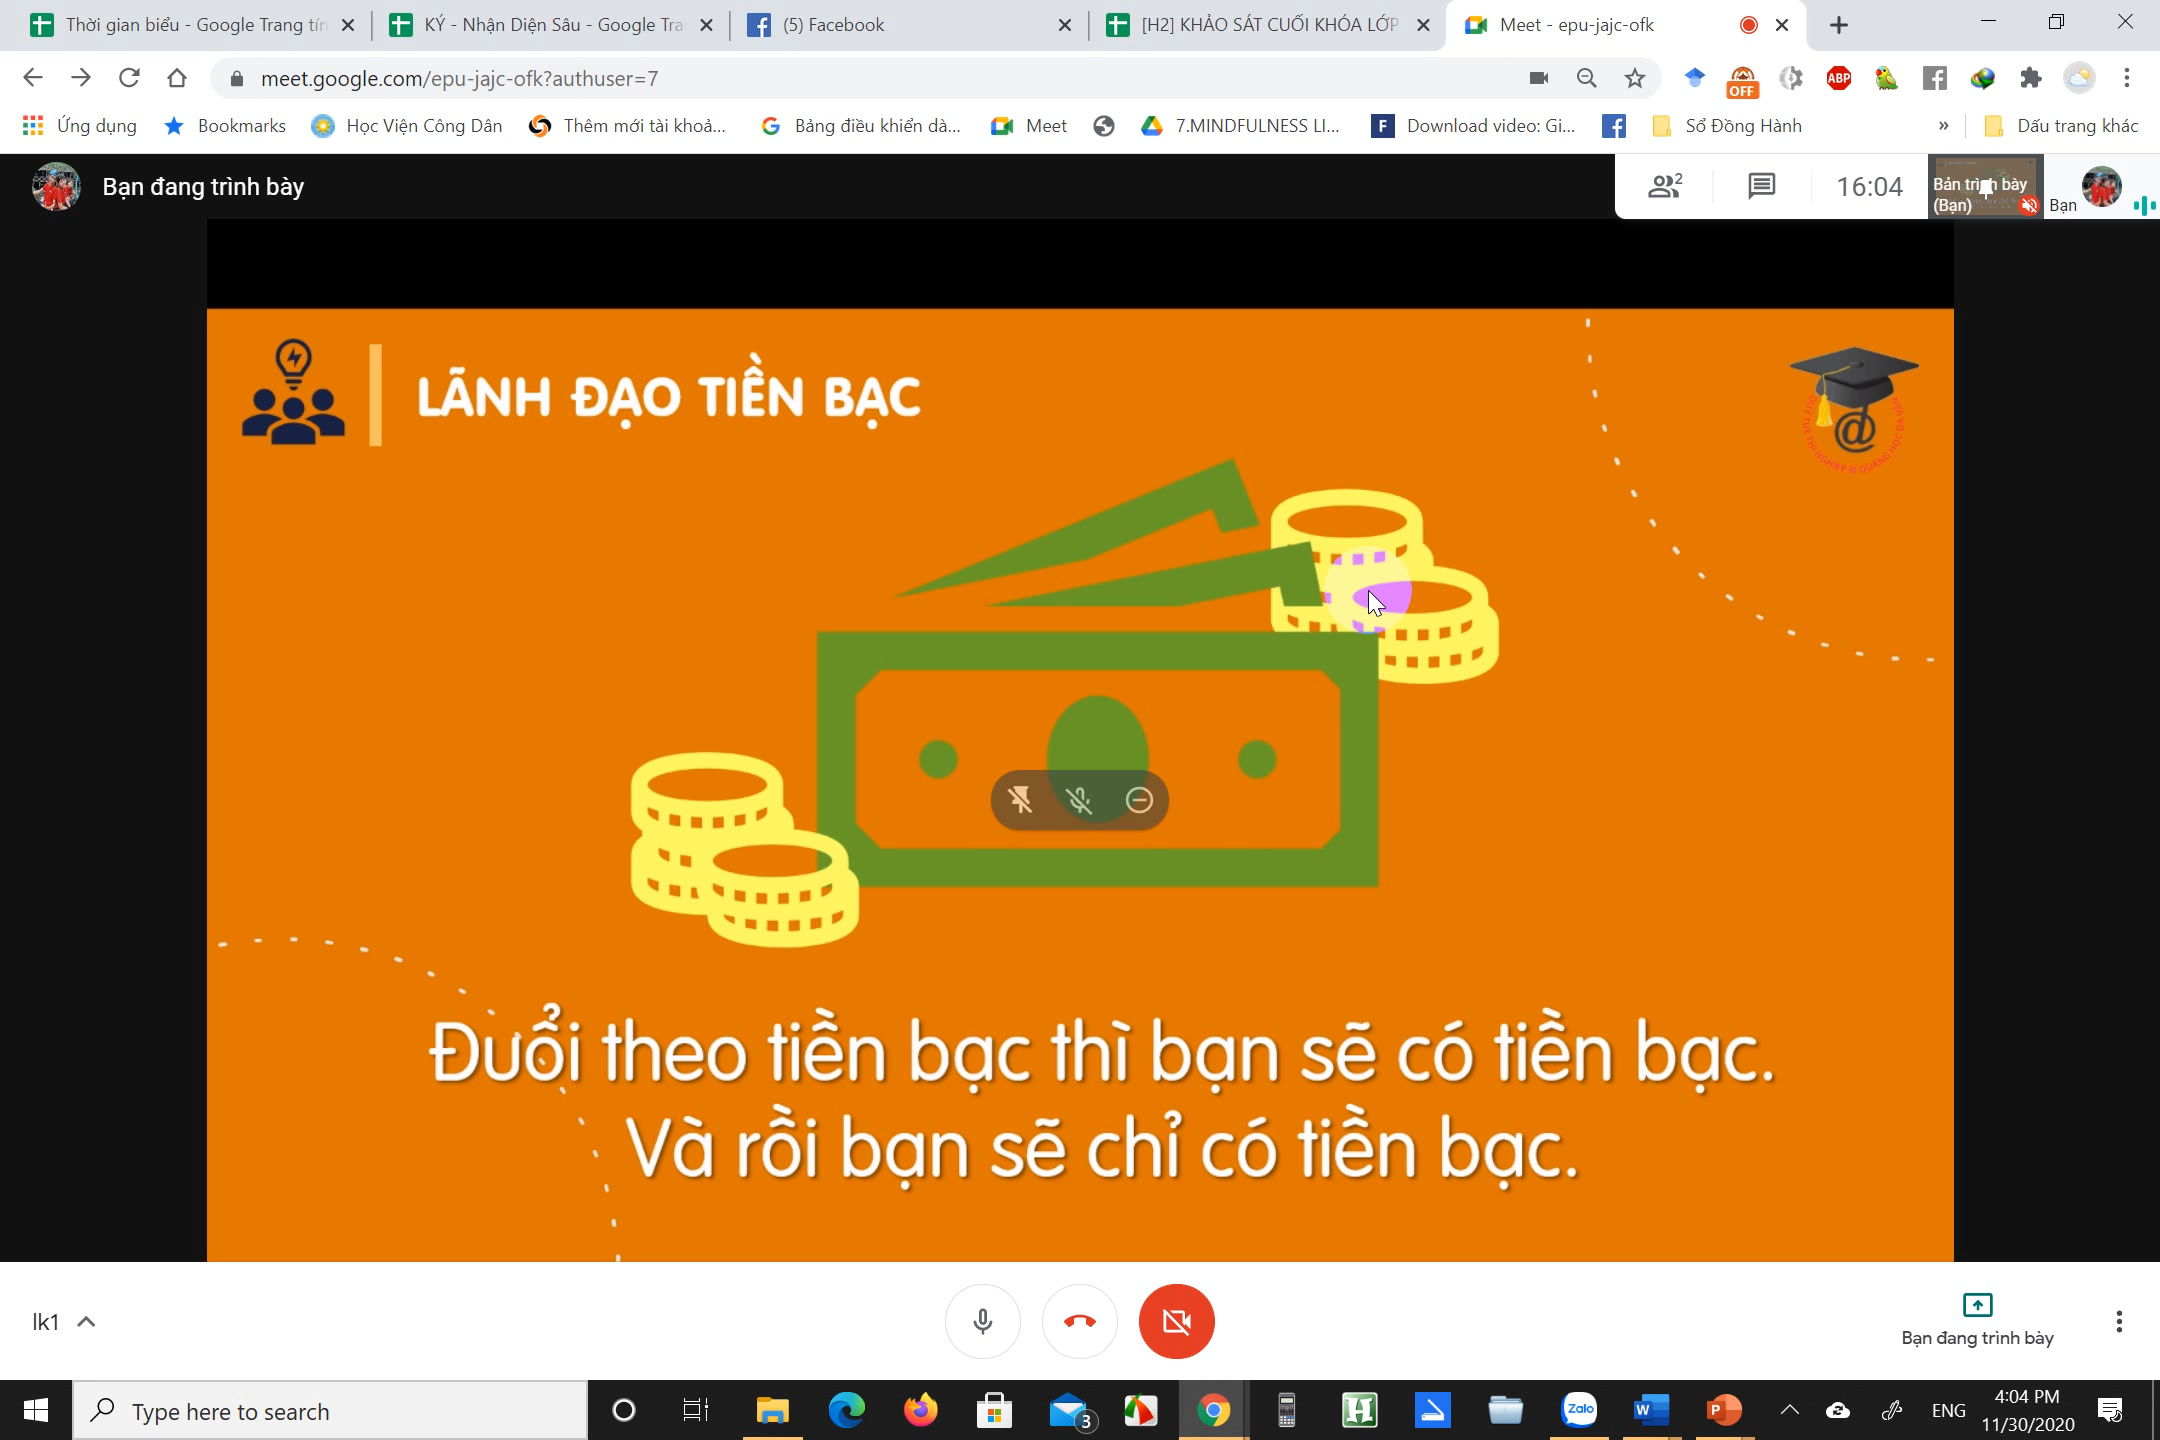 Thời gian biểu - Google Trang tín
KÝ - Nhận Diện Sâu - Google Tra
(5) Facebook
[H2] KHẢO SÁT CUỐI KHÓA LỚP
Meet - epu-jajc-ofk
meet.google.com/epu-jajc-ofk?authuser=7
OFF
ABP
Ứng dụng
Bookmarks
Học Viện Công Dân
Thêm mới tài khoả...
Bảng điều khiển dà...
Meet
7.MINDFULNESS LI...
Download video: Gi...
Sổ Đồng Hành
»
Dấu trang khác
Bạn đang trình bày
2
16:04
Bản trình bày
(Bạn)
Bạn
LÃNH ĐẠO TIỀN BẠC
@
Đuổi theo tiền bạc thì bạn sẽ có tiền bạc.
Và rồi bạn sẽ chỉ có tiền bạc.
lk1
Bạn đang trình bày
Type here to search
3
Zalo
ENG
4:04 PM
11/30/2020